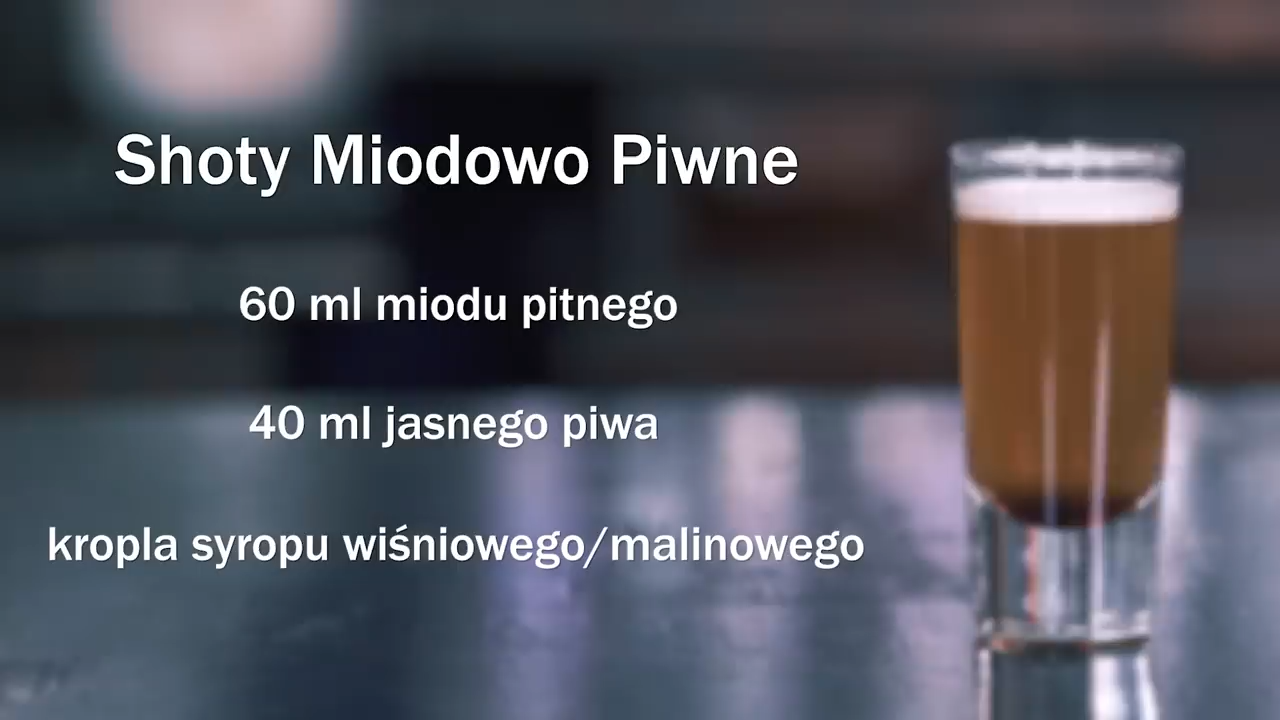 Shoty Miodowo Piwne
60 ml miodu pitnego
40 ml jasnego piwa
kropla syropu wiśniowego/malinowego